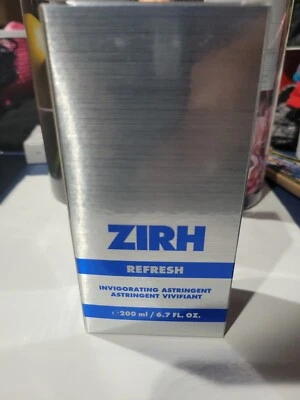 ZIRH
REFRESH
INVIGORATING ASTRINGENT
ASTRINGENT VIVIFIANT
200 ml / 6.7 FL. OZ.